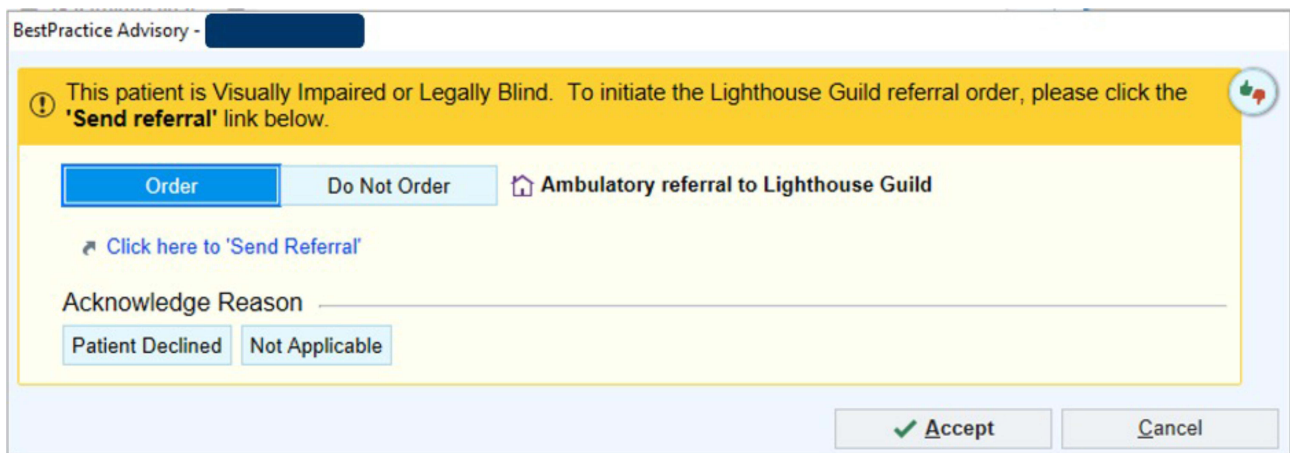 BestPractice Advisory -
This patient is Visually Impaired or Legally Blind.  To initiate the Lighthouse Guild referral order, please click the
'Send referral' link below.
Order Do Not Order Ambulatory referral to Lighthouse Guild
Click here to 'Send Referral'
Acknowledge Reason
Patient Declined Not Applicable
Accept Cancel